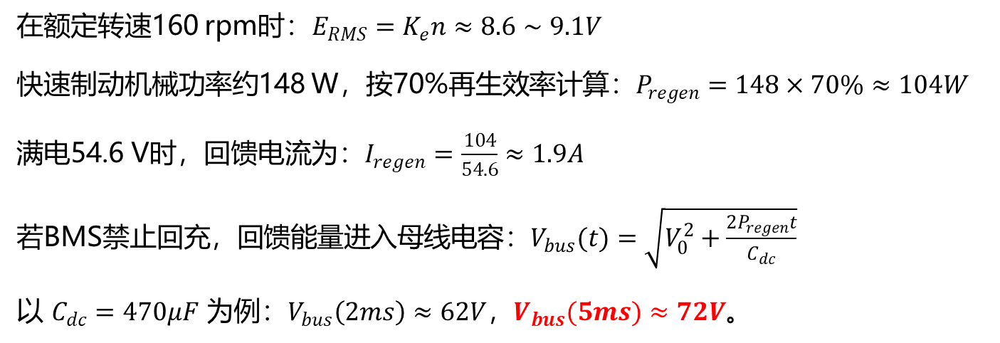 在额定转速160 rpm时：$E_{RMS} = K_e n \approx 8.6 \sim 9.1V$
快速制动机械功率约148 W，按70%再生效率计算：$P_{regen} = 148 \times 70\% \approx 104W$
满电54.6 V时，回馈电流为：$I_{regen} = \frac{104}{54.6} \approx 1.9A$
若BMS禁止回充，回馈能量进入母线电容：$V_{bus}(t) = \sqrt{V_0^2 + \frac{2P_{regen}t}{C_{dc}}}$
以 $C_{dc} = 470\mu F$ 为例：$V_{bus}(2ms) \approx 62V$，$V_{bus}(5ms) \approx 72V$。